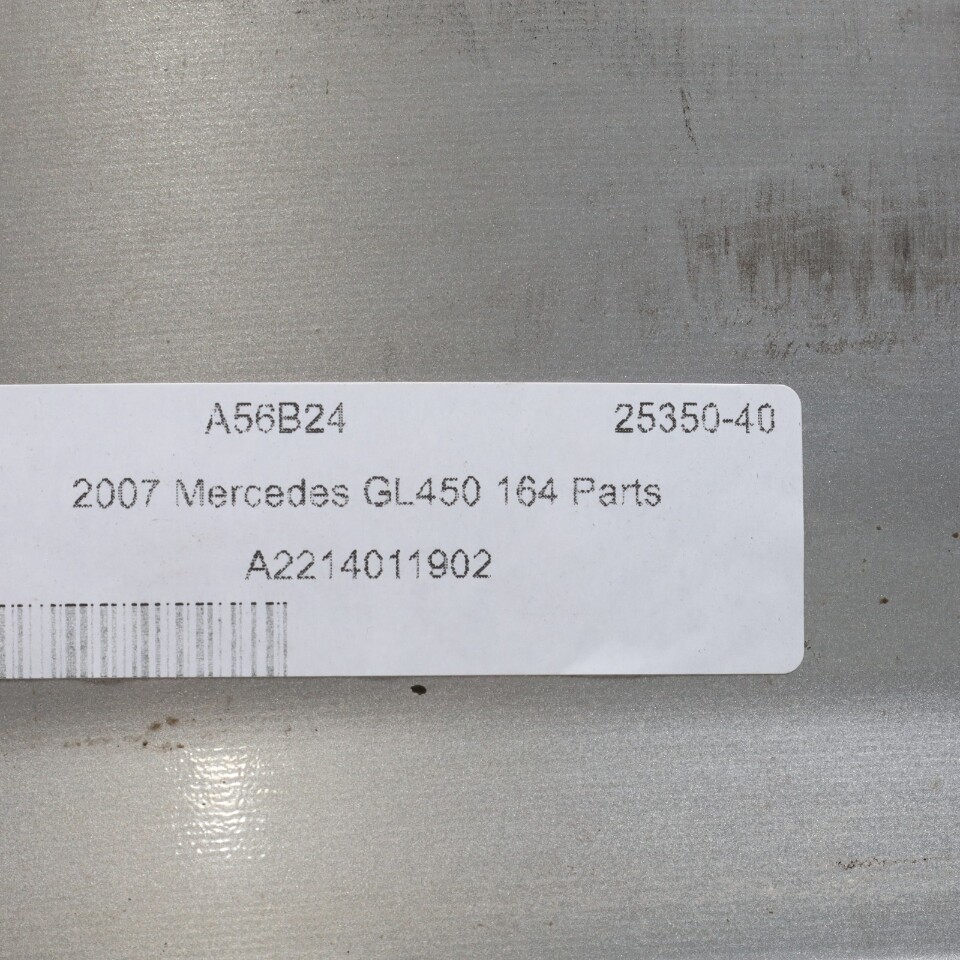 A56B24 25350-40
2007 Mercedes GL450 164 Parts
A2214011902